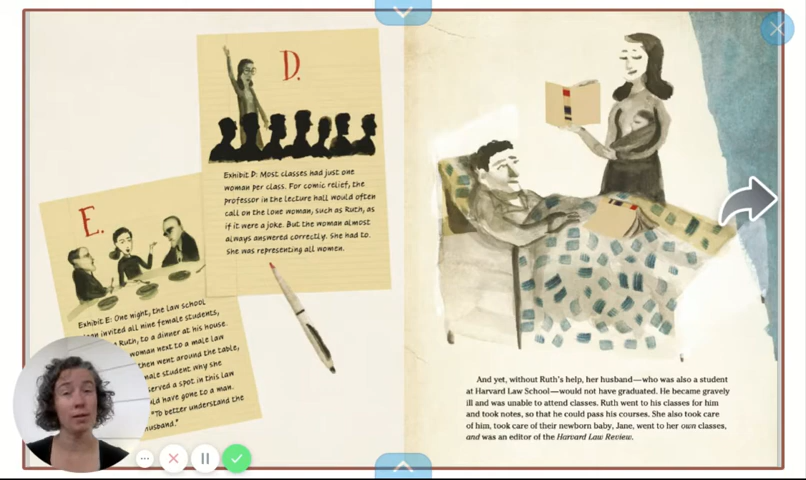 D.
Exhibit D: Most classes had just one
woman per class. For comic relief, the
professor in the lecture hall would often
call on the lone woman, such as Ruth, as
if it were a joke. But the woman almost
always answered correctly. She had to.
She was representing all women.
E.
Exhibit E: One night, the law school
invited all nine female students,
Ruth, to a dinner at his house.
woman next to a male law
then went around the table,
student why she
served a spot in this law
have gone to a man.
"To better understand the
husband."
And yet, without Ruth's help, her husband—who was also a student
at Harvard Law School—would not have graduated. He became gravely
ill and was unable to attend classes. Ruth went to his classes for him
and took notes, so that he could pass his courses. She also took care
of him, took care of their newborn baby, Jane, went to her own classes,
and was an editor of the Harvard Law Review.